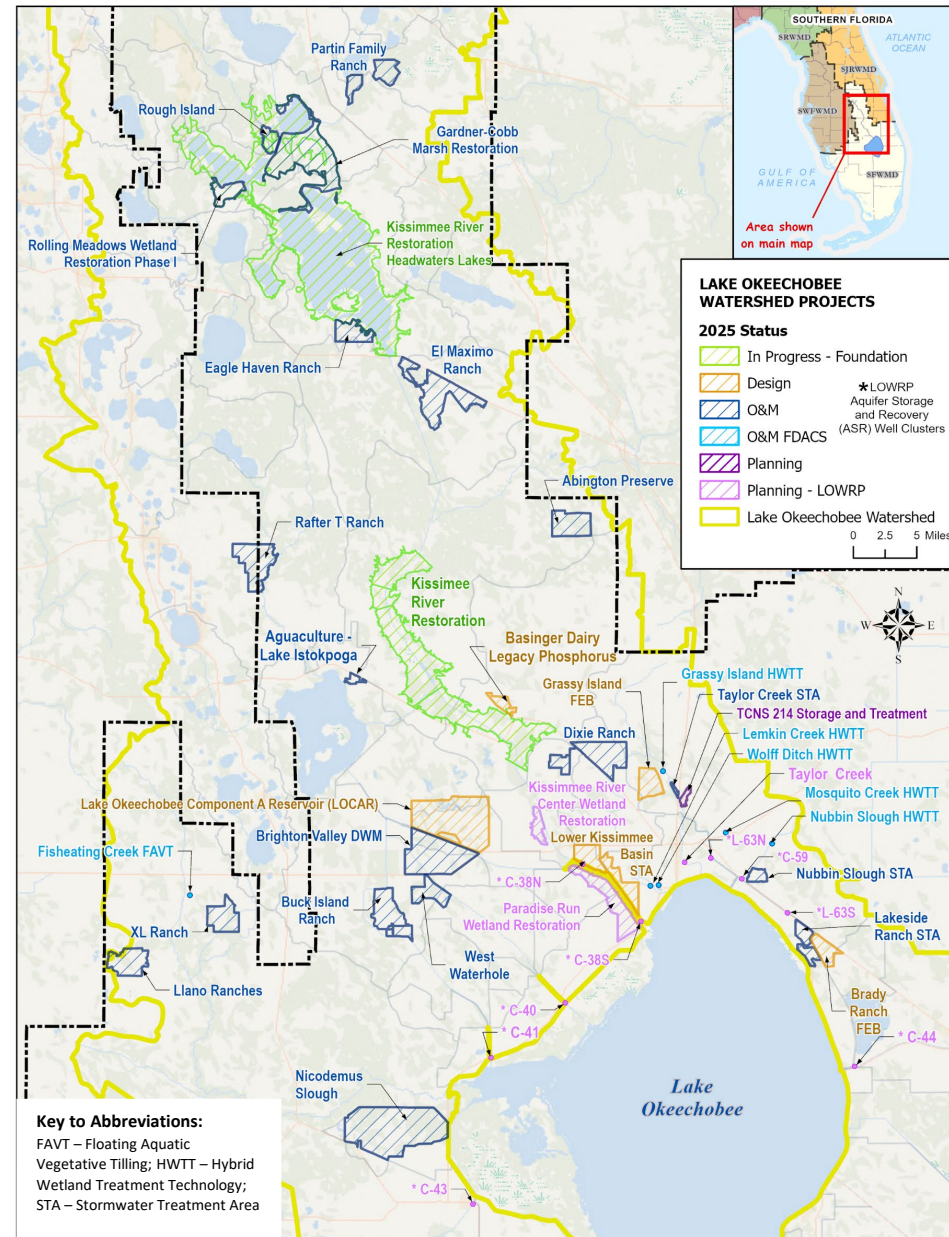 SOUTHERN FLORIDA
SRWMD
ATLANTIC
OCEAN
SJRWMD
SWFWMD
GULF OF
AMERICA
SFWMD
Area shown
on main map
LAKE OKEECHOBEE
WATERSHED PROJECTS
2025 Status
In Progress - Foundation
Design
O&M
O&M FDACS
Planning
Planning - LOWRP
Lake Okeechobee Watershed
*LOWRP
Aquifer Storage
and Recovery
(ASR) Well Clusters
0 2.5 5 Miles
N
W E
S
Partin Family
Ranch
Rough Island
Gardner-Cobb
Marsh Restoration
Rolling Meadows Wetland
Restoration Phase I
Kissimmee River
Restoration
Headwaters Lakes
Eagle Haven Ranch
El Maximo
Ranch
Abington Preserve
Rafter T Ranch
Kissimee
River
Restoration
Aguaculture -
Lake Istokpoga
Basinger Dairy
Legacy Phosphorus
Grassy Island
FEB
Grassy Island HWTT
Taylor Creek STA
TCNS 214 Storage and Treatment
Lemkin Creek HWTT
Wolff Ditch HWTT
Taylor Creek
Mosquito Creek HWTT
Nubbin Slough HWTT
Dixie Ranch
Kissimmee River
Center Wetland
Restoration
Lake Okeechobee Component A Reservoir (LOCAR)
Brighton Valley DWM
Lower Kissimmee
Basin
STA
*L-63N
*C-59
Nubbin Slough STA
Fisheating Creek FAVT
* C-38N
Buck Island
Ranch
Paradise Run
Wetland Restoration
*L-63S
Lakeside
Ranch STA
XL Ranch
West
Waterhole
* C-38S
Llano Ranches
Brady
Ranch
FEB
* C-40
* C-41
* C-44
Nicodemus
Slough
Lake
Okeechobee
* C-43
Key to Abbreviations:
FAVT – Floating Aquatic
Vegetative Tilling; HWTT – Hybrid
Wetland Treatment Technology;
STA – Stormwater Treatment Area